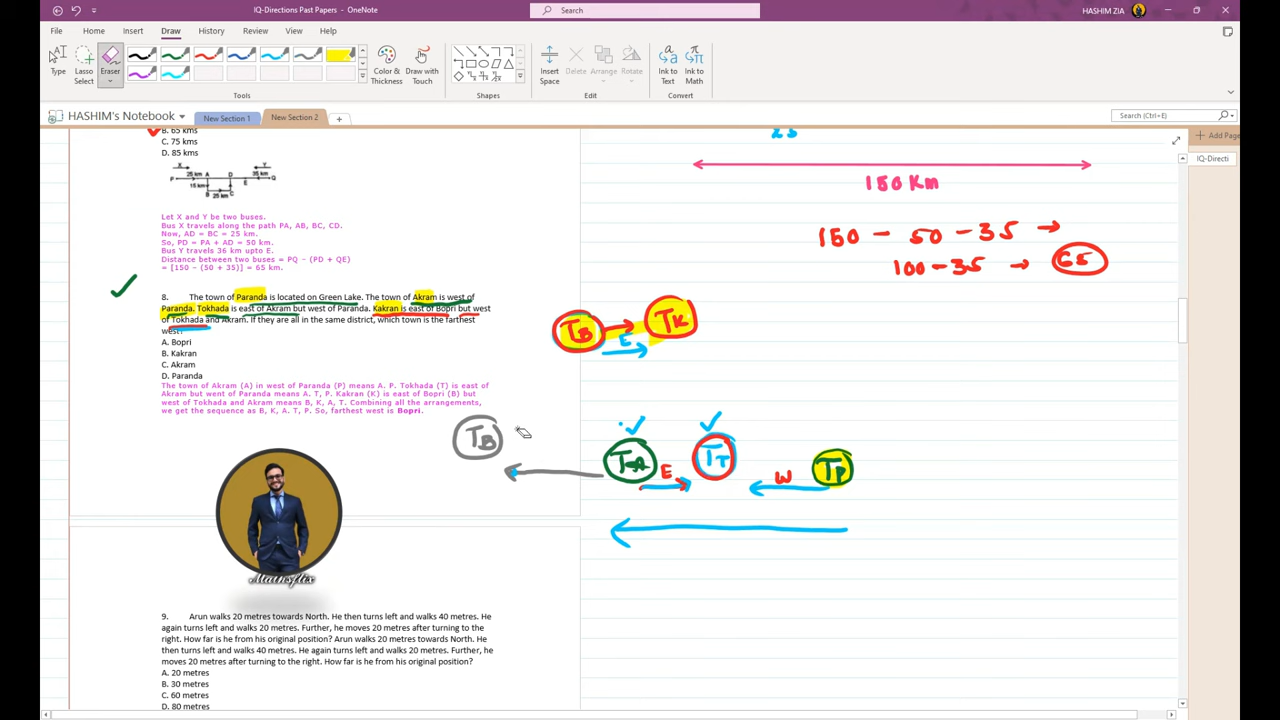 IQ-Directions Past Papers - OneNote
Search
HASHIM ZIA
File Home Insert Draw History Review View Help
Type
Lasso Select
Eraser
Color & Thickness
Draw with Touch
Insert Space
Delete
Arrange
Rotate
Ink to Text
Ink to Math
Tools
Shapes
Edit
Convert
HASHIM's Notebook
New Section 1
New Section 2
Search (Ctrl+E)
Add Page
IQ-Directi
B. 65 kms
C. 75 kms
D. 85 kms
X Y
25 km A D 35 km
P E Q
15 km
B C
25 km
Let X and Y be two buses.
Bus X travels along the path PA, AB, BC, CD.
Now, AD = BC = 25 km.
So, PD = PA + AD = 50 km.
Bus Y travels 36 km upto E.
Distance between two buses = PQ − (PD + QE)
= [150 − (50 + 35)] = 65 km.
25
150 Km
150 - 50 - 35 →
100 - 35 → 65
8. The town of Paranda is located on Green Lake. The town of Akram is west of
Paranda. Tokhada is east of Akram but west of Paranda. Kakran is east of Bopri but west
of Tokhada and Akram. If they are all in the same district, which town is the farthest
west?
A. Bopri
B. Kakran
C. Akram
D. Paranda
The town of Akram (A) in west of Paranda (P) means A. P. Tokhada (T) is east of
Akram but went of Paranda means A, T, P. Kakran (K) is east of Bopri (B) but
west of Tokhada and Akram means B, K, A, T. Combining all the arrangements,
we get the sequence as B, K, A. T, P. So, farthest west is Bopri.
TB E TK
TB TA E TT W TP
Mainsflix
9. Arun walks 20 metres towards North. He then turns left and walks 40 metres. He
again turns left and walks 20 metres. Further, he moves 20 metres after turning to the
right. How far is he from his original position? Arun walks 20 metres towards North. He
then turns left and walks 40 metres. He again turns left and walks 20 metres. Further, he
moves 20 metres after turning to the right. How far is he from his original position?
A. 20 metres
B. 30 metres
C. 60 metres
D. 80 metres